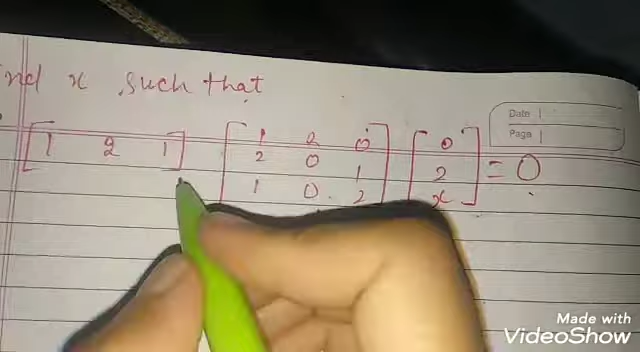 ind x such that
[1 2 1] [1 2 0 [0
2 0 1 2
1 0 2] x] = 0
Date
Page
Made with
VideoShow